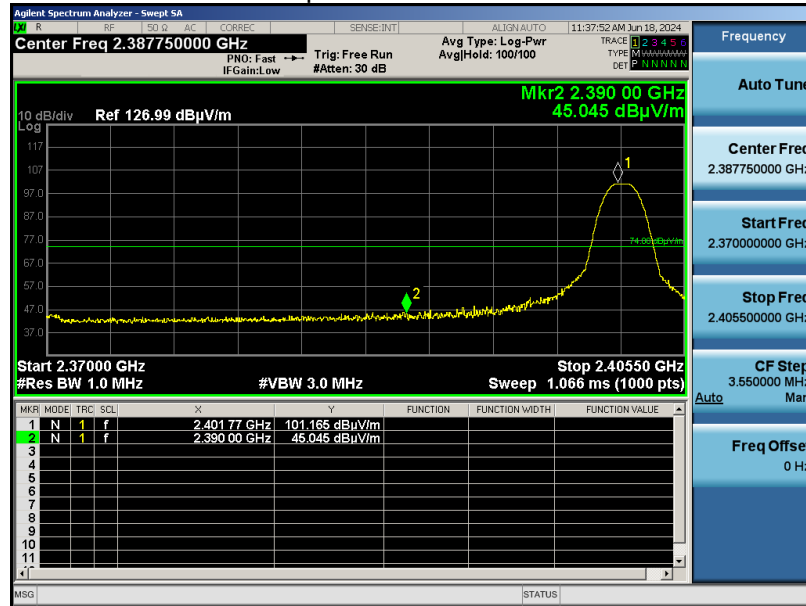 Agilent Spectrum Analyzer - Swept SA
LXI R RF 50 Ω AC CORREC SENSE:INT ALIGN AUTO 11:37:52 AM Jun 18, 2024
Center Freq 2.387750000 GHz
PNO: Fast
IFGain:Low
Trig: Free Run
#Atten: 30 dB
Avg Type: Log-Pwr
Avg|Hold: 100/100
TRACE 1 2 3 4 5 6
TYPE M
DET P N N N N N
Mkr2 2.390 00 GHz
45.045 dBµV/m
10 dB/div Ref 126.99 dBµV/m
Log
117
107
97.0
87.0
77.0
67.0
57.0
47.0
37.0
1
2
74.00 dBµV/m
Start 2.37000 GHz Stop 2.40550 GHz
#Res BW 1.0 MHz #VBW 3.0 MHz Sweep 1.066 ms (1000 pts)
MKR MODE TRC SCL X Y FUNCTION FUNCTION WIDTH FUNCTION VALUE
1 N 1 f 2.401 77 GHz 101.165 dBµV/m
2 N 1 f 2.390 00 GHz 45.045 dBµV/m
3
4
5
6
7
8
9
10
11
MSG STATUS
Frequency
Auto Tune
Center Freq
2.387750000 GHz
Start Freq
2.370000000 GHz
Stop Freq
2.405500000 GHz
CF Step
3.550000 MHz
Auto Man
Freq Offset
0 Hz